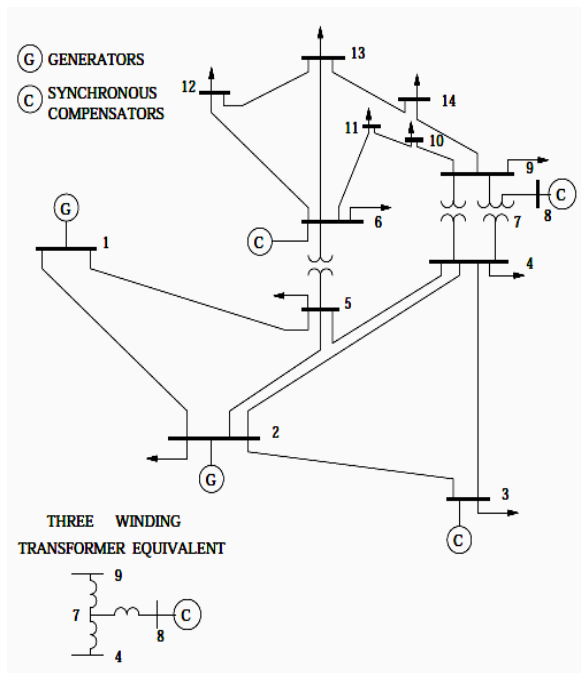 G GENERATORS
C SYNCHRONOUS
COMPENSATORS
13
12
14
11
10
9
C
8
7
6
C
G
1
4
5
2
G
3
C
THREE WINDING
TRANSFORMER EQUIVALENT
9
7
C
8
4